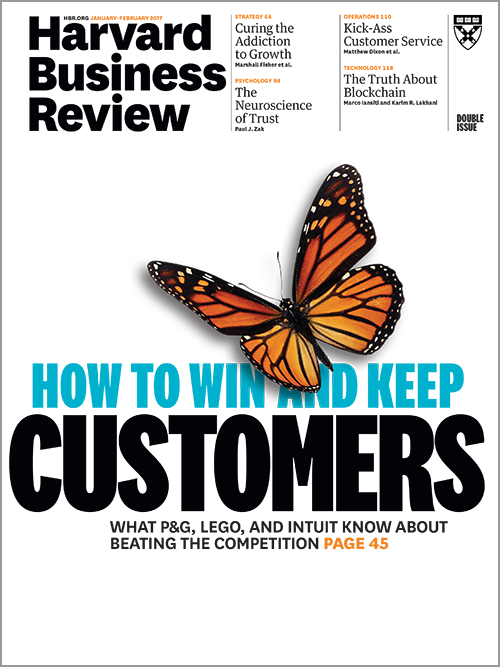 HBR.ORG JANUARY–FEBRUARY 2017
Harvard
Business
Review
STRATEGY 66
Curing the
Addiction
to Growth
Marshall Fisher et al.
PSYCHOLOGY 84
The
Neuroscience
of Trust
Paul J. Zak
OPERATIONS 110
Kick-Ass
Customer Service
Matthew Dixon et al.
TECHNOLOGY 118
The Truth About
Blockchain
Marco Iansiti and Karim R. Lakhani
DOUBLE
ISSUE
HOW TO WIN AND KEEP
CUSTOMERS
WHAT P&G, LEGO, AND INTUIT KNOW ABOUT
BEATING THE COMPETITION PAGE 45